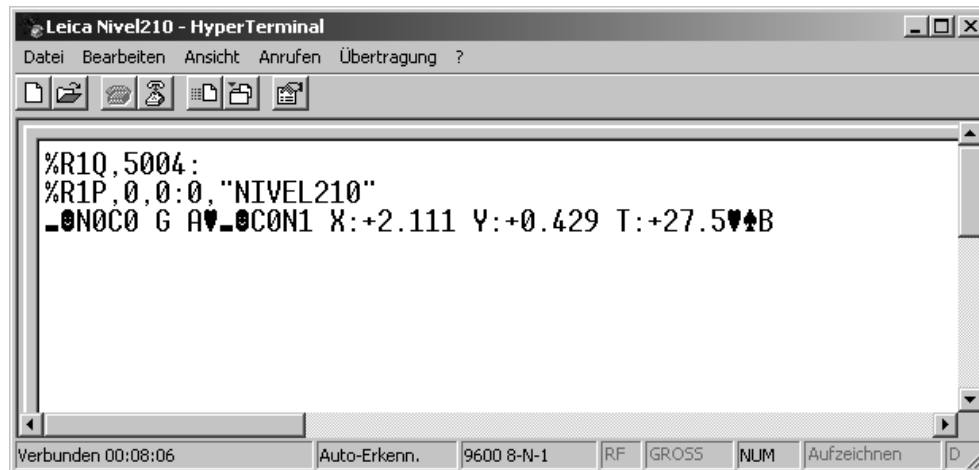 Leica Nivel210 - HyperTerminal
Datei Bearbeiten Ansicht Anrufen Übertragung ?
%R1Q,5004:
%R1P,0,0:0,"NIVEL210"
▬☻N0C0 G A♥▬☻C0N1 X:+2.111 Y:+0.429 T:+27.5♥♠B
Verbunden 00:08:06 Auto-Erkenn. 9600 8-N-1 RF GROSS NUM Aufzeichnen D